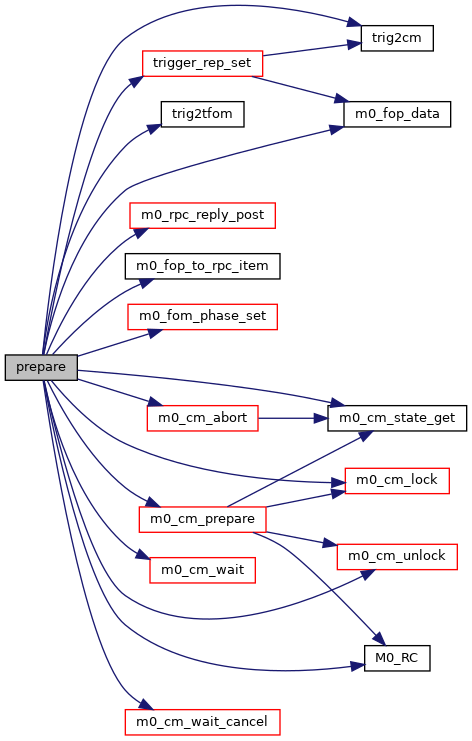 trig2cm
trigger_rep_set
trig2tfom
m0_fop_data
m0_rpc_reply_post
m0_fop_to_rpc_item
m0_fom_phase_set
prepare
m0_cm_abort
m0_cm_state_get
m0_cm_lock
m0_cm_prepare
m0_cm_unlock
m0_cm_wait
M0_RC
m0_cm_wait_cancel